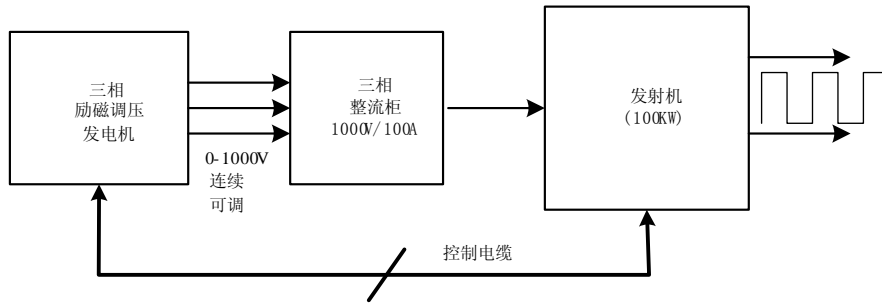 三相
励磁调压
发电机
0-1000V
连续
可调
三相
整流柜
1000V/100A
发射机
(100KW)
控制电缆